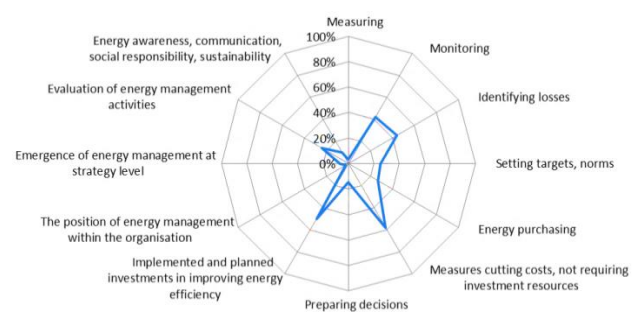 Measuring
100%
80%
60%
40%
20%
0%
Monitoring
Identifying losses
Setting targets, norms
Energy purchasing
Measures cutting costs, not requiring
investment resources
Preparing decisions
Implemented and planned
investments in improving energy
efficiency
The position of energy management
within the organisation
Emergence of energy management at
strategy level
Evaluation of energy management
activities
Energy awareness, communication,
social responsibility, sustainability